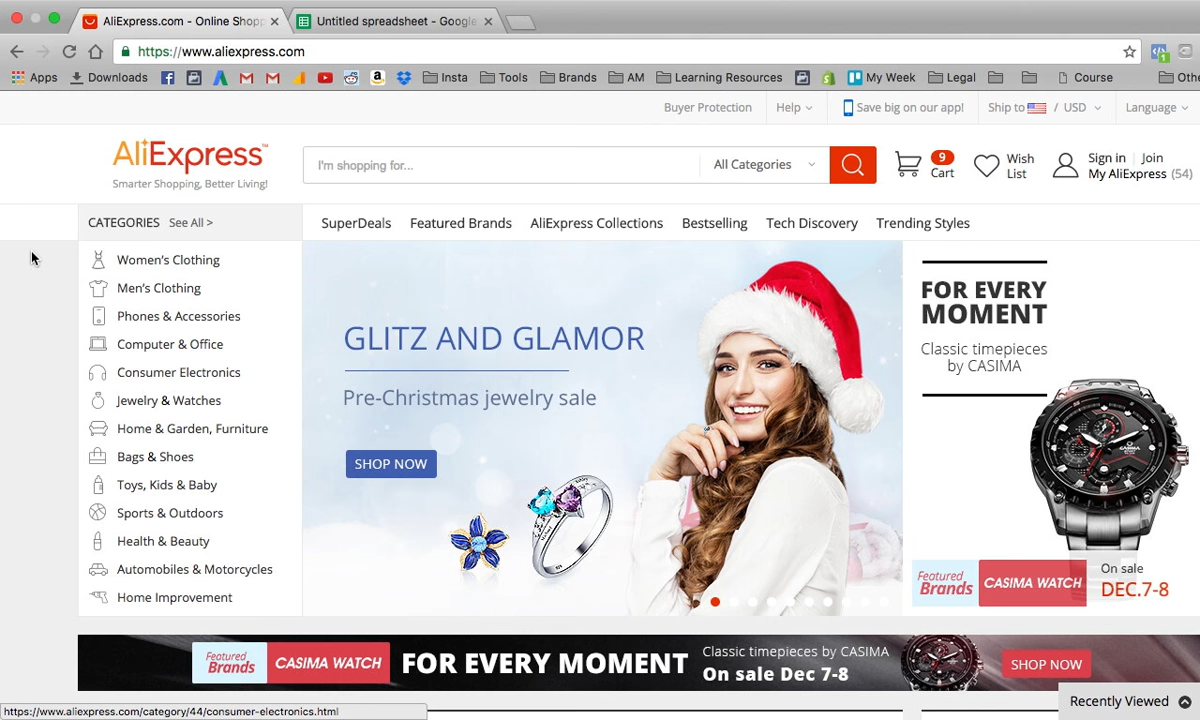 AliExpress.com - Online Shopp
Untitled spreadsheet - Google
https://www.aliexpress.com
Apps
Downloads
Insta
Tools
Brands
AM
Learning Resources
My Week
Legal
Course
Othe
Buyer Protection
Help
Save big on our app!
Ship to / USD
Language
AliExpress™
Smarter Shopping, Better Living!
I'm shopping for...
All Categories
9
Cart
Wish
List
Sign in | Join
My AliExpress (54)
CATEGORIES See All >
SuperDeals
Featured Brands
AliExpress Collections
Bestselling
Tech Discovery
Trending Styles
Women's Clothing
Men's Clothing
Phones & Accessories
Computer & Office
Consumer Electronics
Jewelry & Watches
Home & Garden, Furniture
Bags & Shoes
Toys, Kids & Baby
Sports & Outdoors
Health & Beauty
Automobiles & Motorcycles
Home Improvement
GLITZ AND GLAMOR
Pre-Christmas jewelry sale
SHOP NOW
FOR EVERY
MOMENT
Classic timepieces
by CASIMA
Featured
Brands
CASIMA WATCH
On sale
DEC.7-8
Featured
Brands
CASIMA WATCH
FOR EVERY MOMENT
Classic timepieces by CASIMA
On sale Dec 7-8
SHOP NOW
Recently Viewed
https://www.aliexpress.com/category/44/consumer-electronics.html